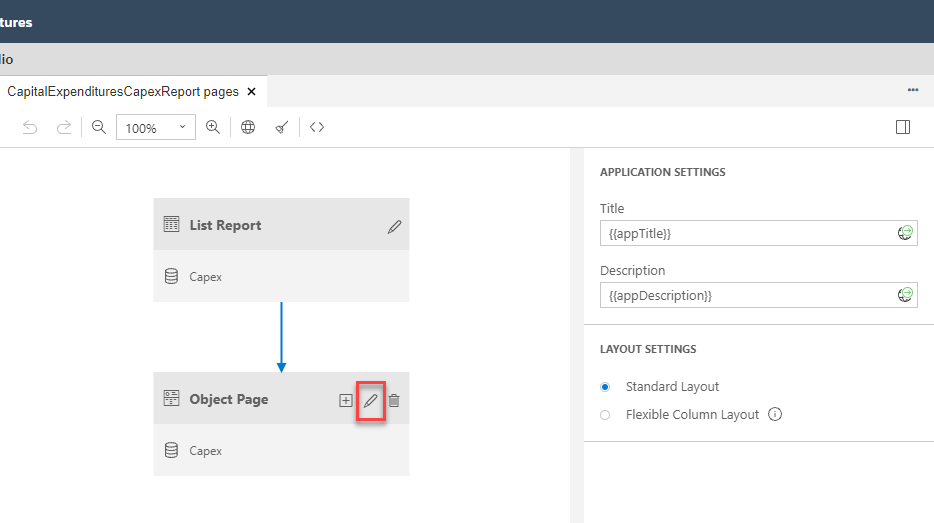 tures
lio
CapitalExpendituresCapexReport pages
100%
APPLICATION SETTINGS
Title
{{appTitle}}
Description
{{appDescription}}
LAYOUT SETTINGS
Standard Layout
Flexible Column Layout
List Report
Capex
Object Page
Capex